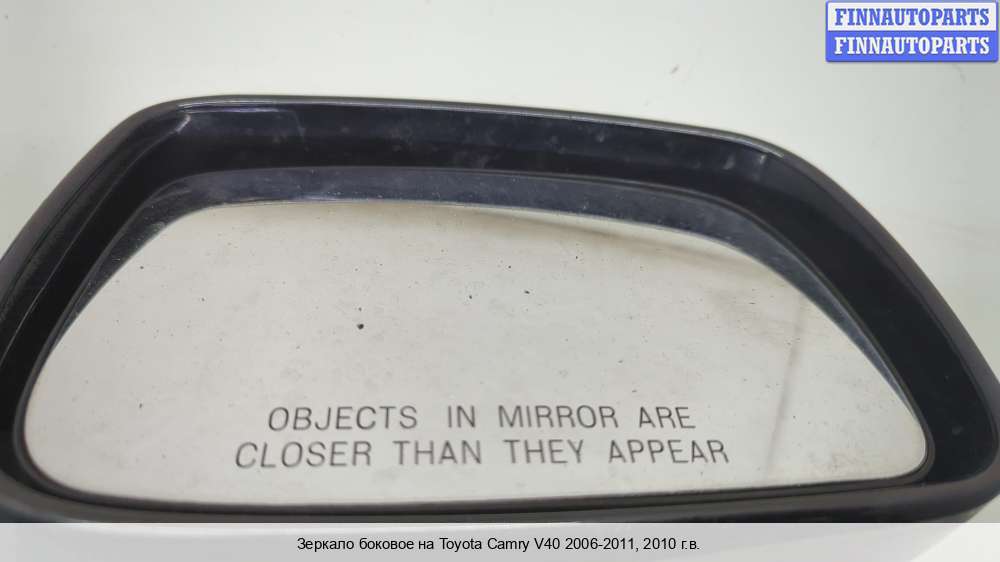 FINNAUTOPARTS
FINNAUTOPARTS
OBJECTS IN MIRROR ARE
CLOSER THAN THEY APPEAR
Зеркало боковое на Toyota Camry V40 2006-2011, 2010 г.в.